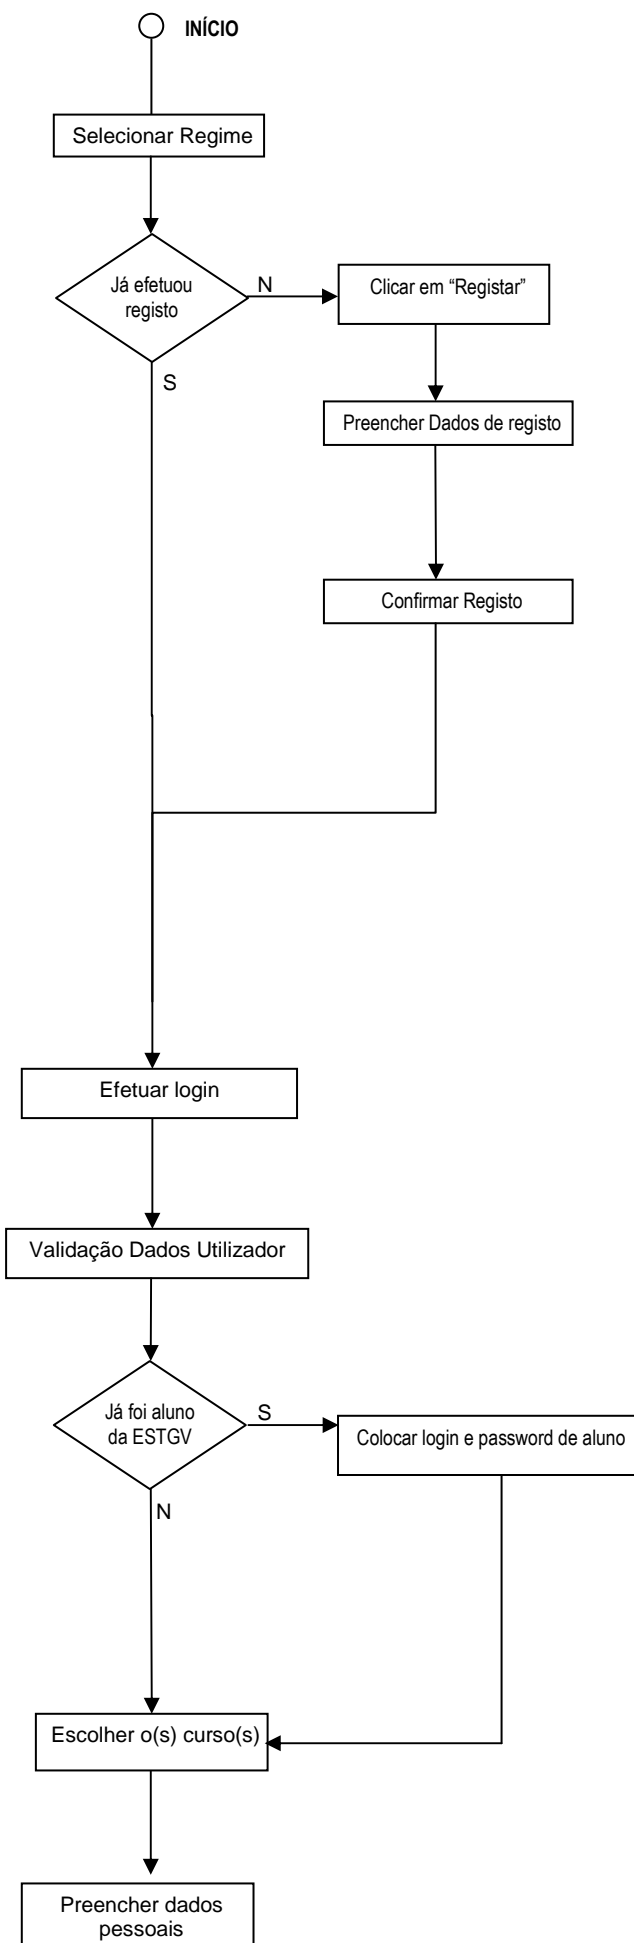 INÍCIO
Selecionar Regime
Já efetuou
registo
N
Clicar em “Registar”
S
Preencher Dados de registo
Confirmar Registo
Efetuar login
Validação Dados Utilizador
Já foi aluno
da ESTGV
S
Colocar login e password de aluno
N
Escolher o(s) curso(s)
Preencher dados
pessoais